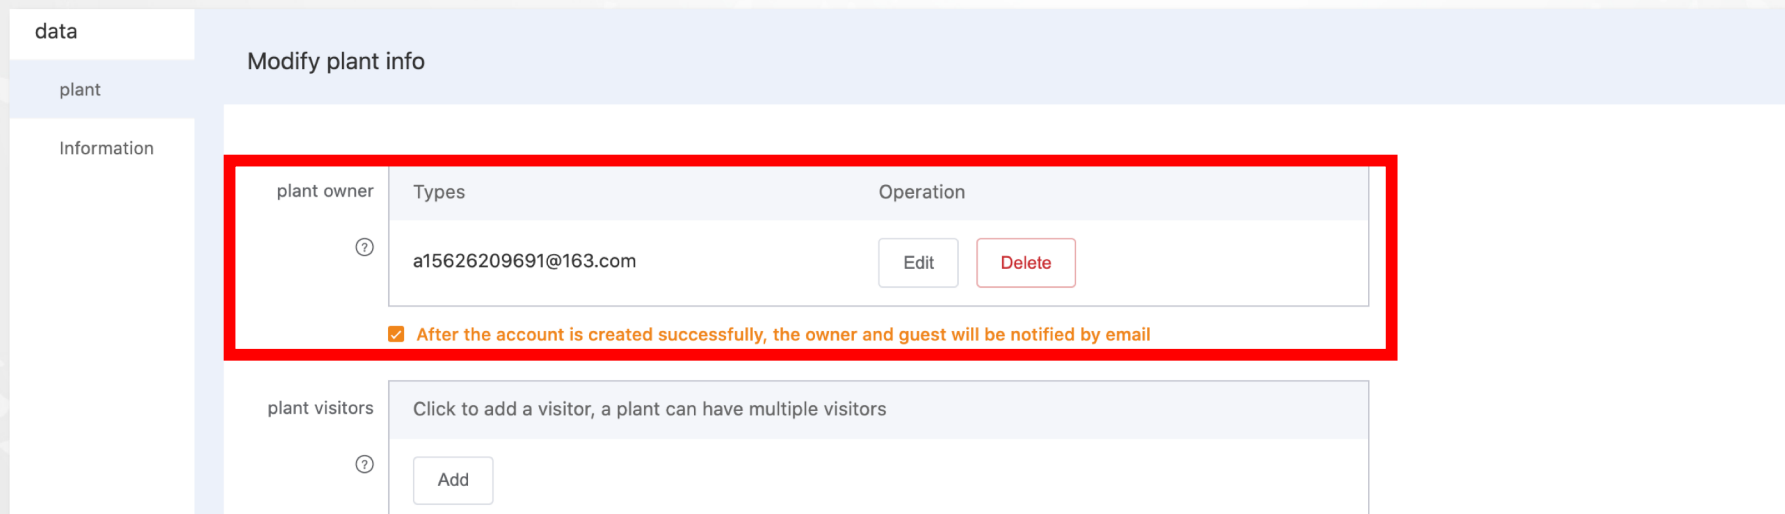 data
Modify plant info
plant
Information
plant owner
Types
Operation
?
a15626209691@163.com
Edit
Delete
After the account is created successfully, the owner and guest will be notified by email
plant visitors
Click to add a visitor, a plant can have multiple visitors
?
Add